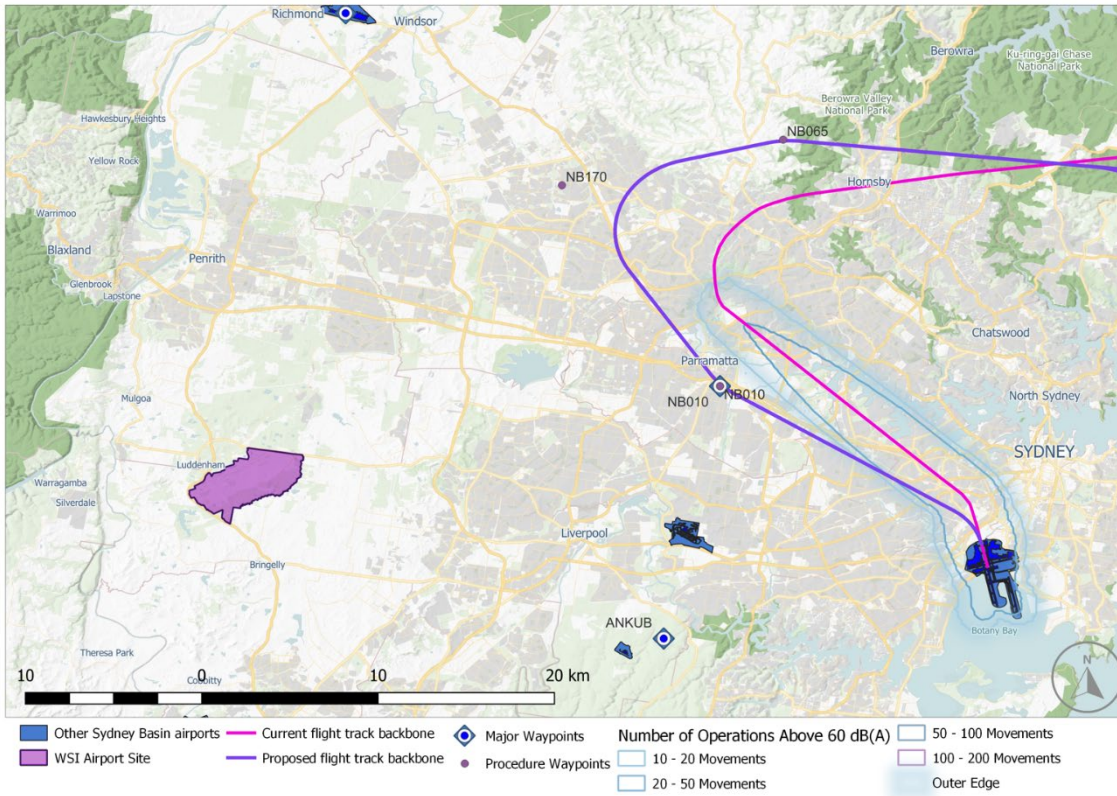 Richmond
Windsor
Berowra
Ku-ring-gai Chase
National Park
Berowra Valley
National Park
Hawkesbury Heights
NB065
Yellow Rock
NB170
Hornsby
Warrimoo
Blaxland
Penrith
Glenbrook
Lapstone
Chatswood
Parramatta
NB010
NB010
North Sydney
Mulgoa
SYDNEY
Luddenham
Warragamba
Silverdale
Liverpool
Bringelly
ANKUB
Botany Bay
Theresa Park
N
10 0 10 20 km
Cobbitty
Other Sydney Basin airports
WSI Airport Site
Current flight track backbone
Proposed flight track backbone
Major Waypoints
Procedure Waypoints
Number of Operations Above 60 dB(A)
10 - 20 Movements
20 - 50 Movements
50 - 100 Movements
100 - 200 Movements
Outer Edge